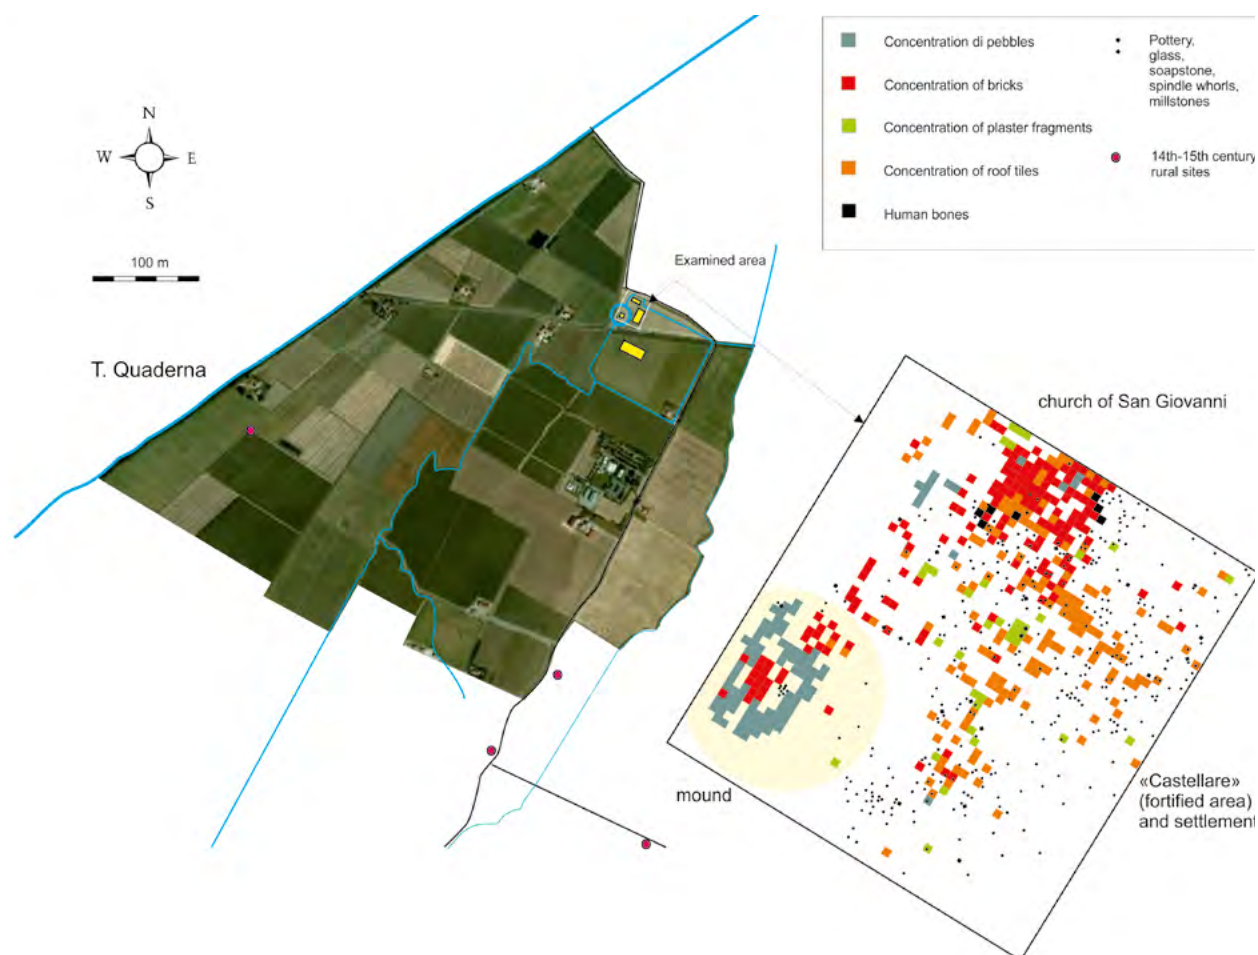 N
W
E
S
100 m
T. Quaderna
Examined area
Concentration di pebbles
Concentration of bricks
Concentration of plaster fragments
Concentration of roof tiles
Human bones
Pottery,
glass,
soapstone,
spindle whorls,
millstones
14th-15th century
rural sites
church of San Giovanni
mound
«Castellare»
(fortified area)
and settlement